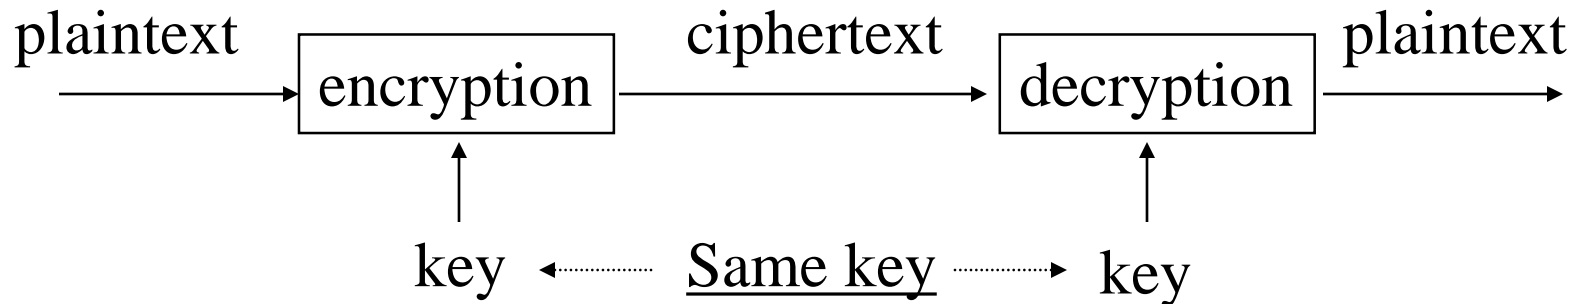 plaintext ciphertext plaintext
encryption decryption
key Same key key